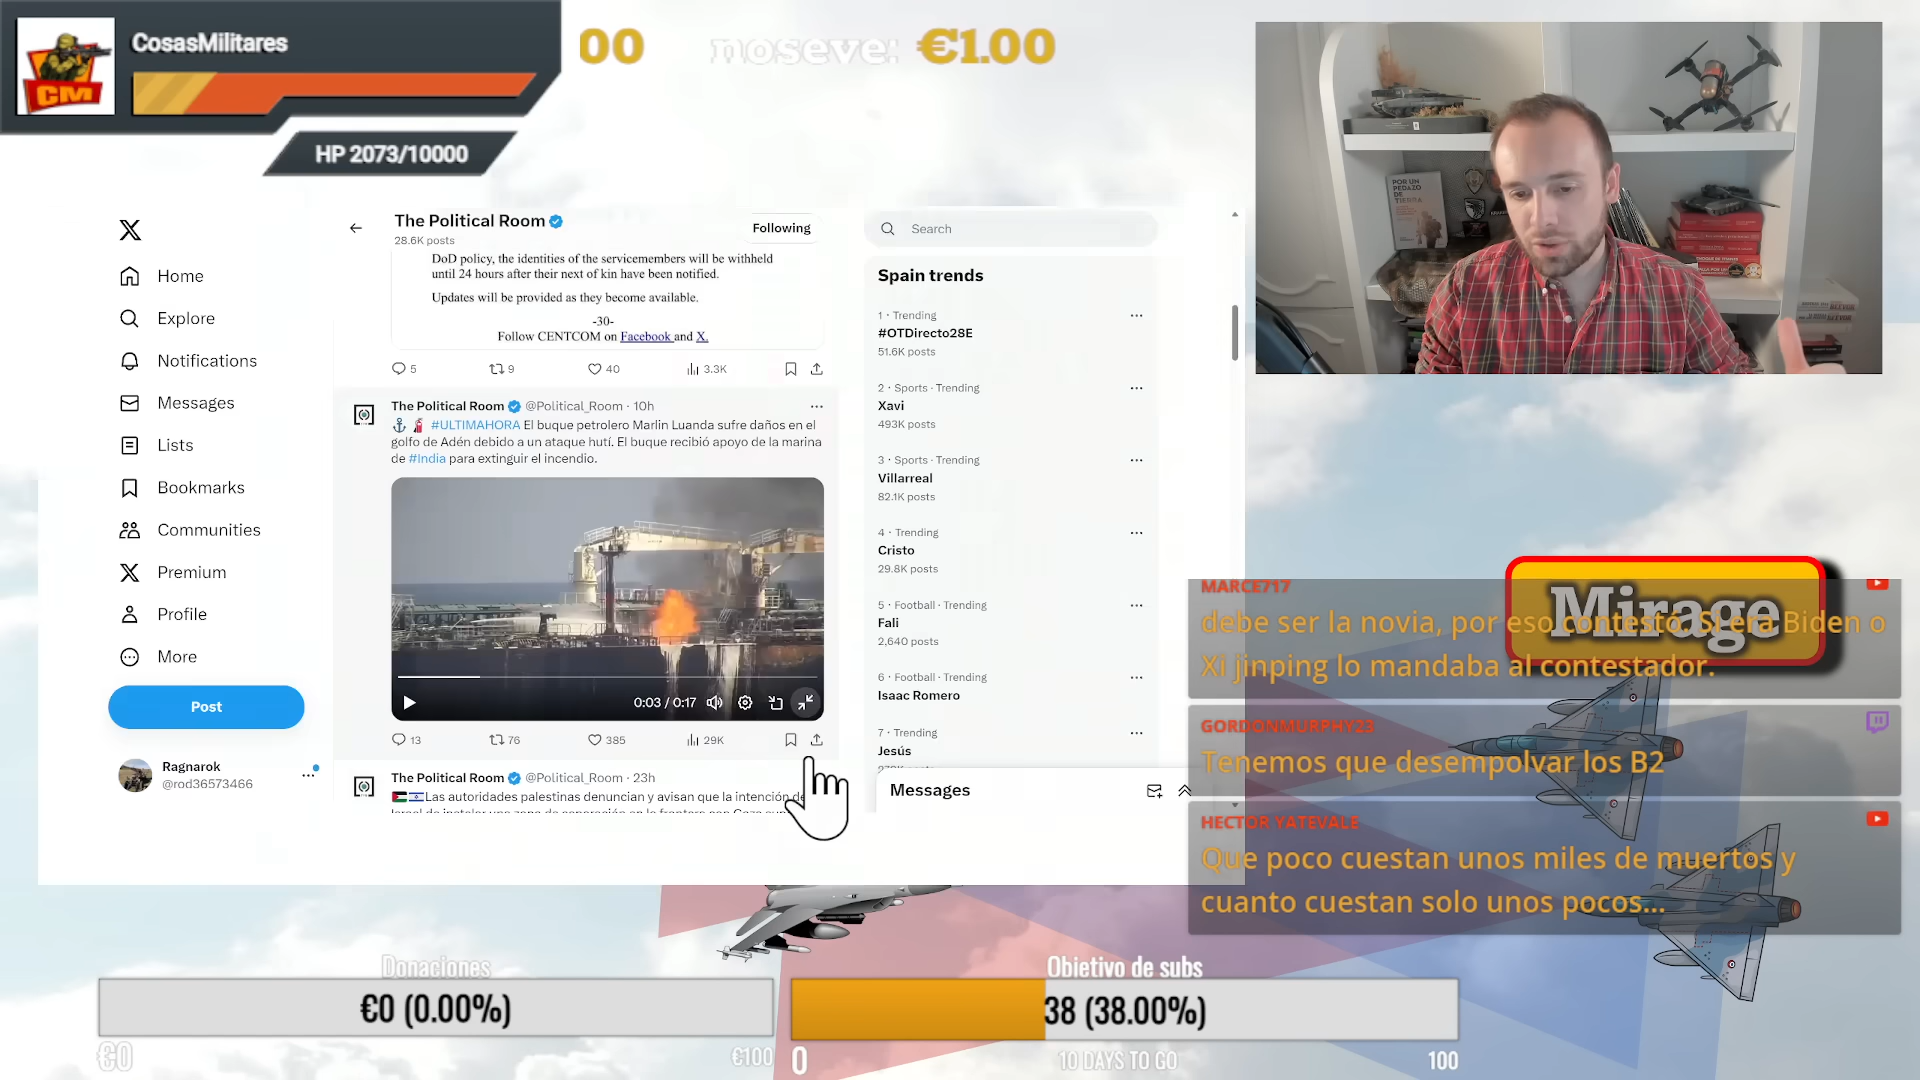 CosasMilitares
CM
HP 2073/10000
00
noseve: €1.00
Home
Explore
Notifications
Messages
Lists
Bookmarks
Communities
Premium
Profile
More
Post
Ragnarok
@rod36573466
The Political Room
28.6K posts
Following
DoD policy, the identities of the servicemembers will be withheld
until 24 hours after their next of kin have been notified.
Updates will be provided as they become available.
-30-
Follow CENTCOM on Facebook and X.
5
9
40
3.3K
The Political Room @Political_Room · 10h
#ULTIMAHORA El buque petrolero Marlin Luanda sufre daños en el
golfo de Adén debido a un ataque hutí. El buque recibió apoyo de la marina
de #India para extinguir el incendio.
0:03 / 0:17
13
76
385
29K
The Political Room @Political_Room · 23h
Las autoridades palestinas denuncian y avisan que la intención de
Search
Spain trends
1 · Trending
#OTDirecto28E
51.6K posts
2 · Sports · Trending
Xavi
493K posts
3 · Sports · Trending
Villarreal
82.1K posts
4 · Trending
Cristo
29.8K posts
5 · Football · Trending
Fali
2,640 posts
6 · Football · Trending
Isaac Romero
7 · Trending
Jesús
Messages
POR UN
PEDAZO
DE
TIERRA
Mirage
MARCE717
debe ser la novia, por eso contestó. Si era Biden o
Xi jinping lo mandaba al contestador.
GORDONMURPHY23
Tenemos que desempolvar los B2
HECTOR YATEVALE
Que poco cuestan unos miles de muertos y
cuanto cuestan solo unos pocos...
Donaciones
€0 (0.00%)
€0
€100
Obietivo de subs
38 (38.00%)
0
10 DAYS TO GO
100